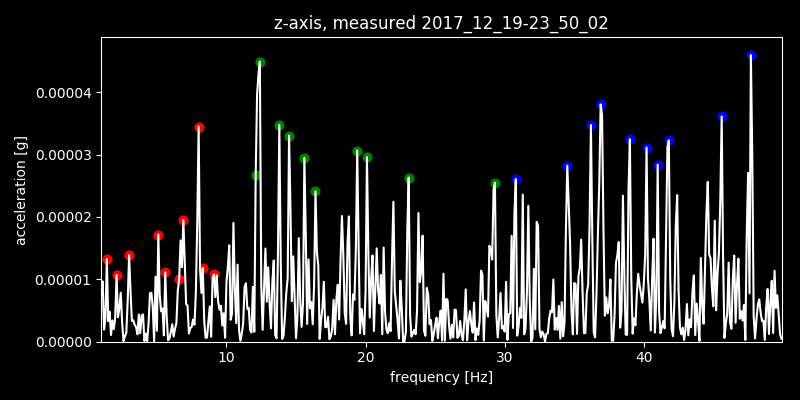 z-axis, measured 2017_12_19-23_50_02
acceleration [g]
0.00004
0.00003
0.00002
0.00001
0.00000
10 20 30 40
frequency [Hz]